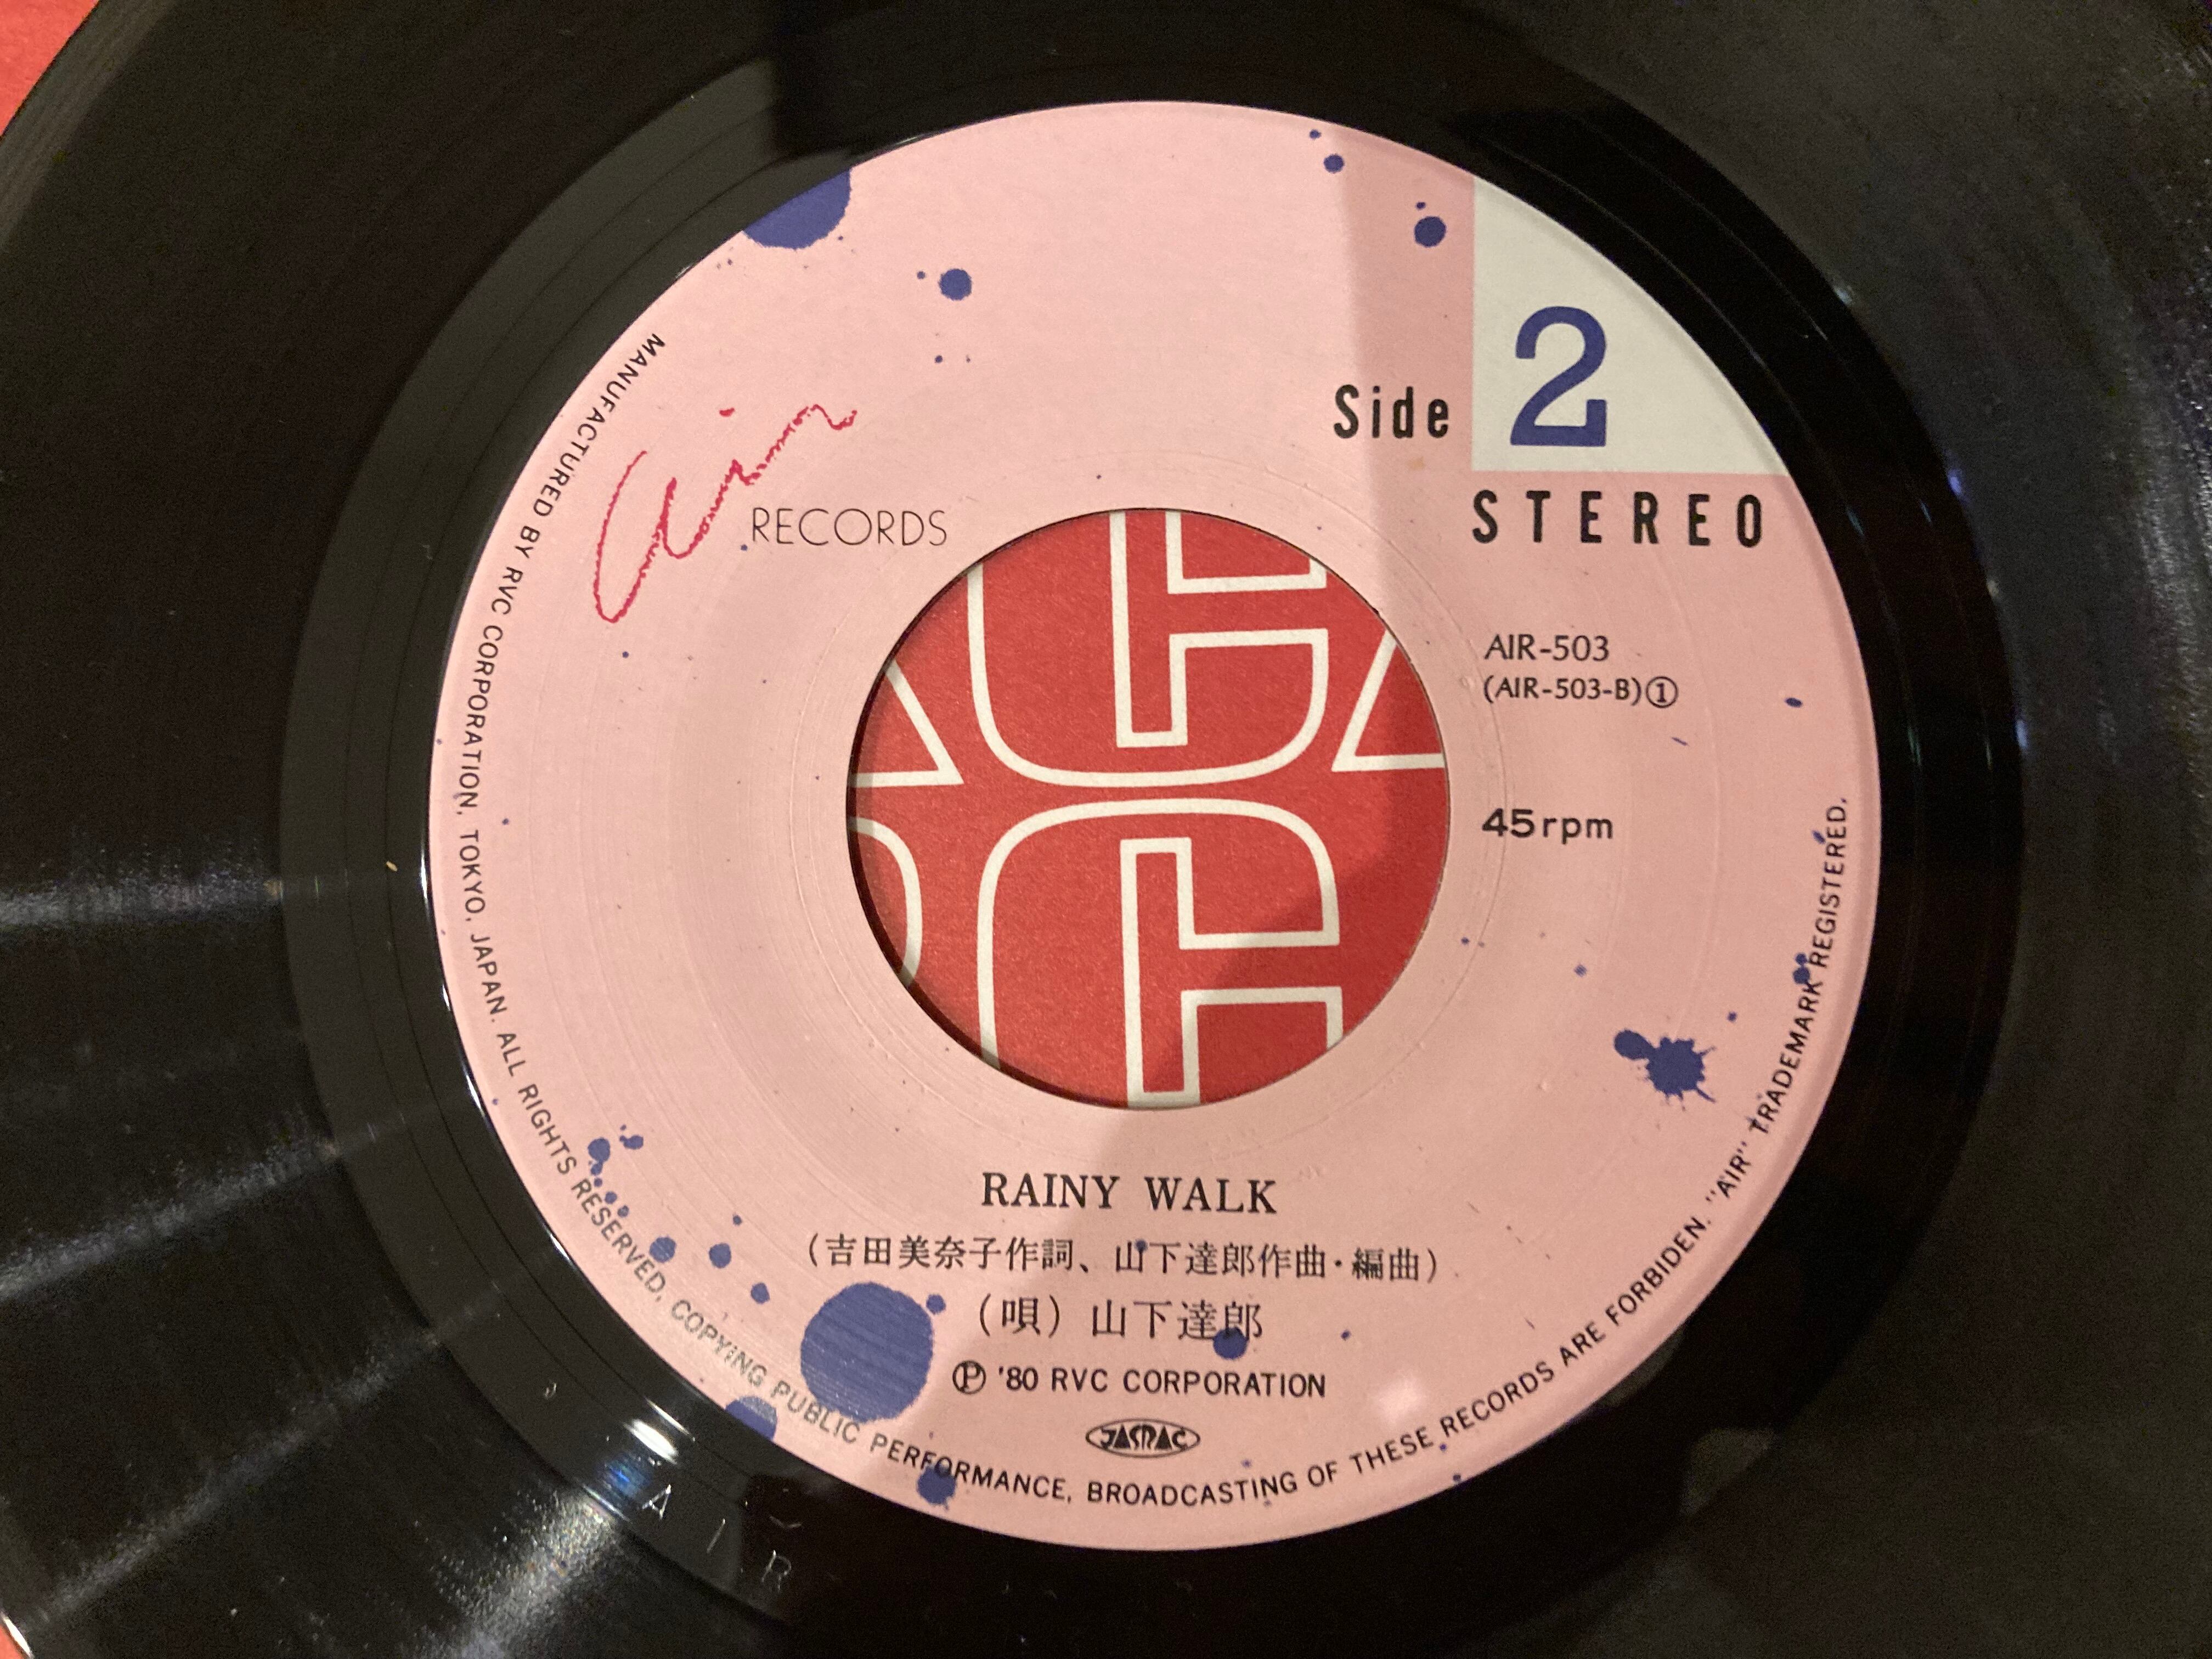 Air
RECORDS
Side 2
STEREO
AIR-503
(AIR-503-B)①
45rpm
RAINY WALK
(吉田美奈子作詞、山下達郎作曲・編曲)
(唄) 山下達郎
Ⓟ '80 RVC CORPORATION
JASRAC
MANUFACTURED BY RVC CORPORATION, TOKYO, JAPAN. ALL RIGHTS RESERVED, COPYING PUBLIC PERFORMANCE, BROADCASTING OF THESE RECORDS ARE FORBIDEN. "AIR" TRADEMARK REGISTERED.
AIR